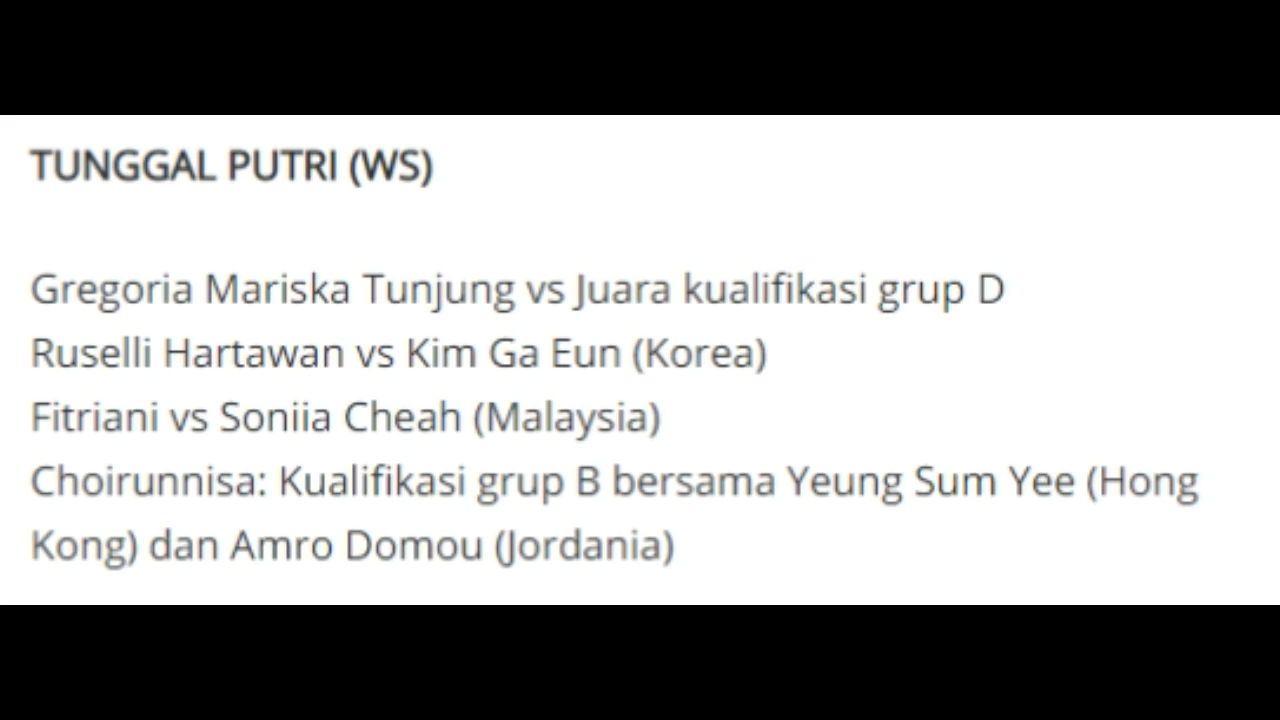 TUNGGAL PUTRI (WS)
Gregoria Mariska Tunjung vs Juara kualifikasi grup D
Ruselli Hartawan vs Kim Ga Eun (Korea)
Fitriani vs Soniia Cheah (Malaysia)
Choirunnisa: Kualifikasi grup B bersama Yeung Sum Yee (Hong
Kong) dan Amro Domou (Jordania)